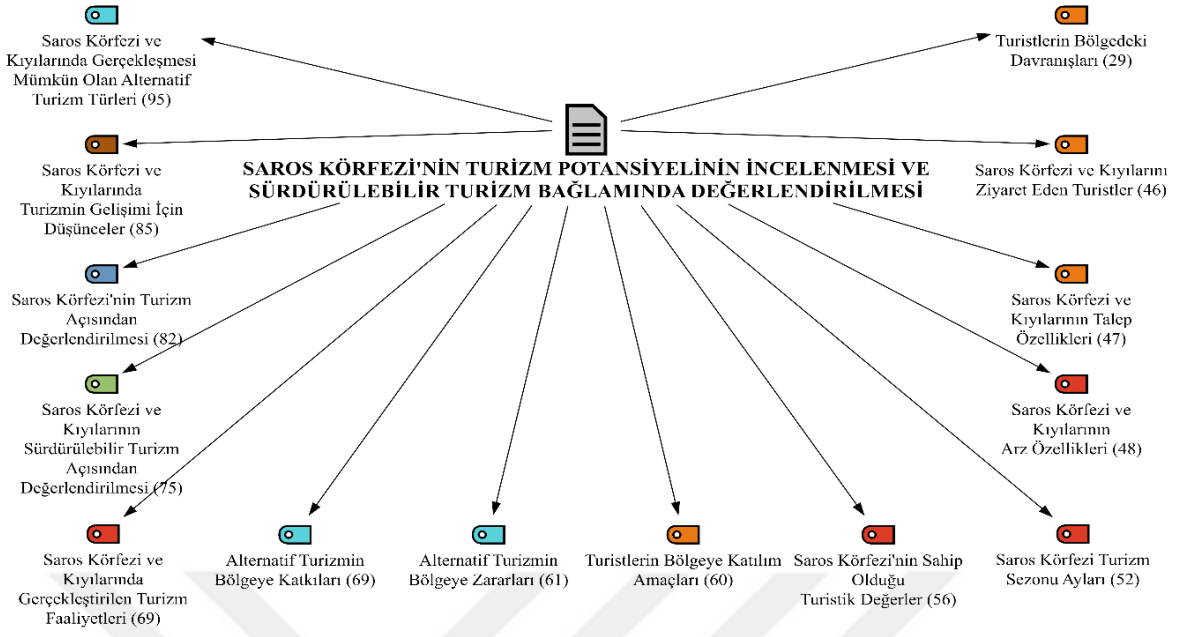 Saros Körfezi ve
Kıyılarında Gerçekleşmesi
Mümkün Olan Alternatif
Turizm Türleri (95)
Turistlerin Bölgedeki
Davranışları (29)
SAROS KÖRFEZİ'NİN TURİZM POTANSİYELİNİN İNCELENMESİ VE
SÜRDÜRÜLEBİLİR TURİZM BAĞLAMINDA DEĞERLENDİRİLMESİ
Saros Körfezi ve
Kıyılarında
Turizmin Gelişimi İçin
Düşünceler (85)
Saros Körfezi ve Kıyılarını
Ziyaret Eden Turistler (46)
Saros Körfezi'nin Turizm
Açısından
Değerlendirilmesi (82)
Saros Körfezi ve
Kıyılarının Talep
Özellikleri (47)
Saros Körfezi ve
Kıyılarının
Sürdürülebilir Turizm
Açısından
Değerlendirilmesi (75)
Saros Körfezi ve
Kıyılarının
Arz Özellikleri (48)
Saros Körfezi ve
Kıyılarında
Gerçekleştirilen Turizm
Faaliyetleri (69)
Alternatif Turizmin
Bölgeye Katkıları (69)
Alternatif Turizmin
Bölgeye Zararları (61)
Turistlerin Bölgeye Katılım
Amaçları (60)
Saros Körfezi'nin Sahip
Olduğu
Turistik Değerler (56)
Saros Körfezi Turizm
Sezonu Ayları (52)